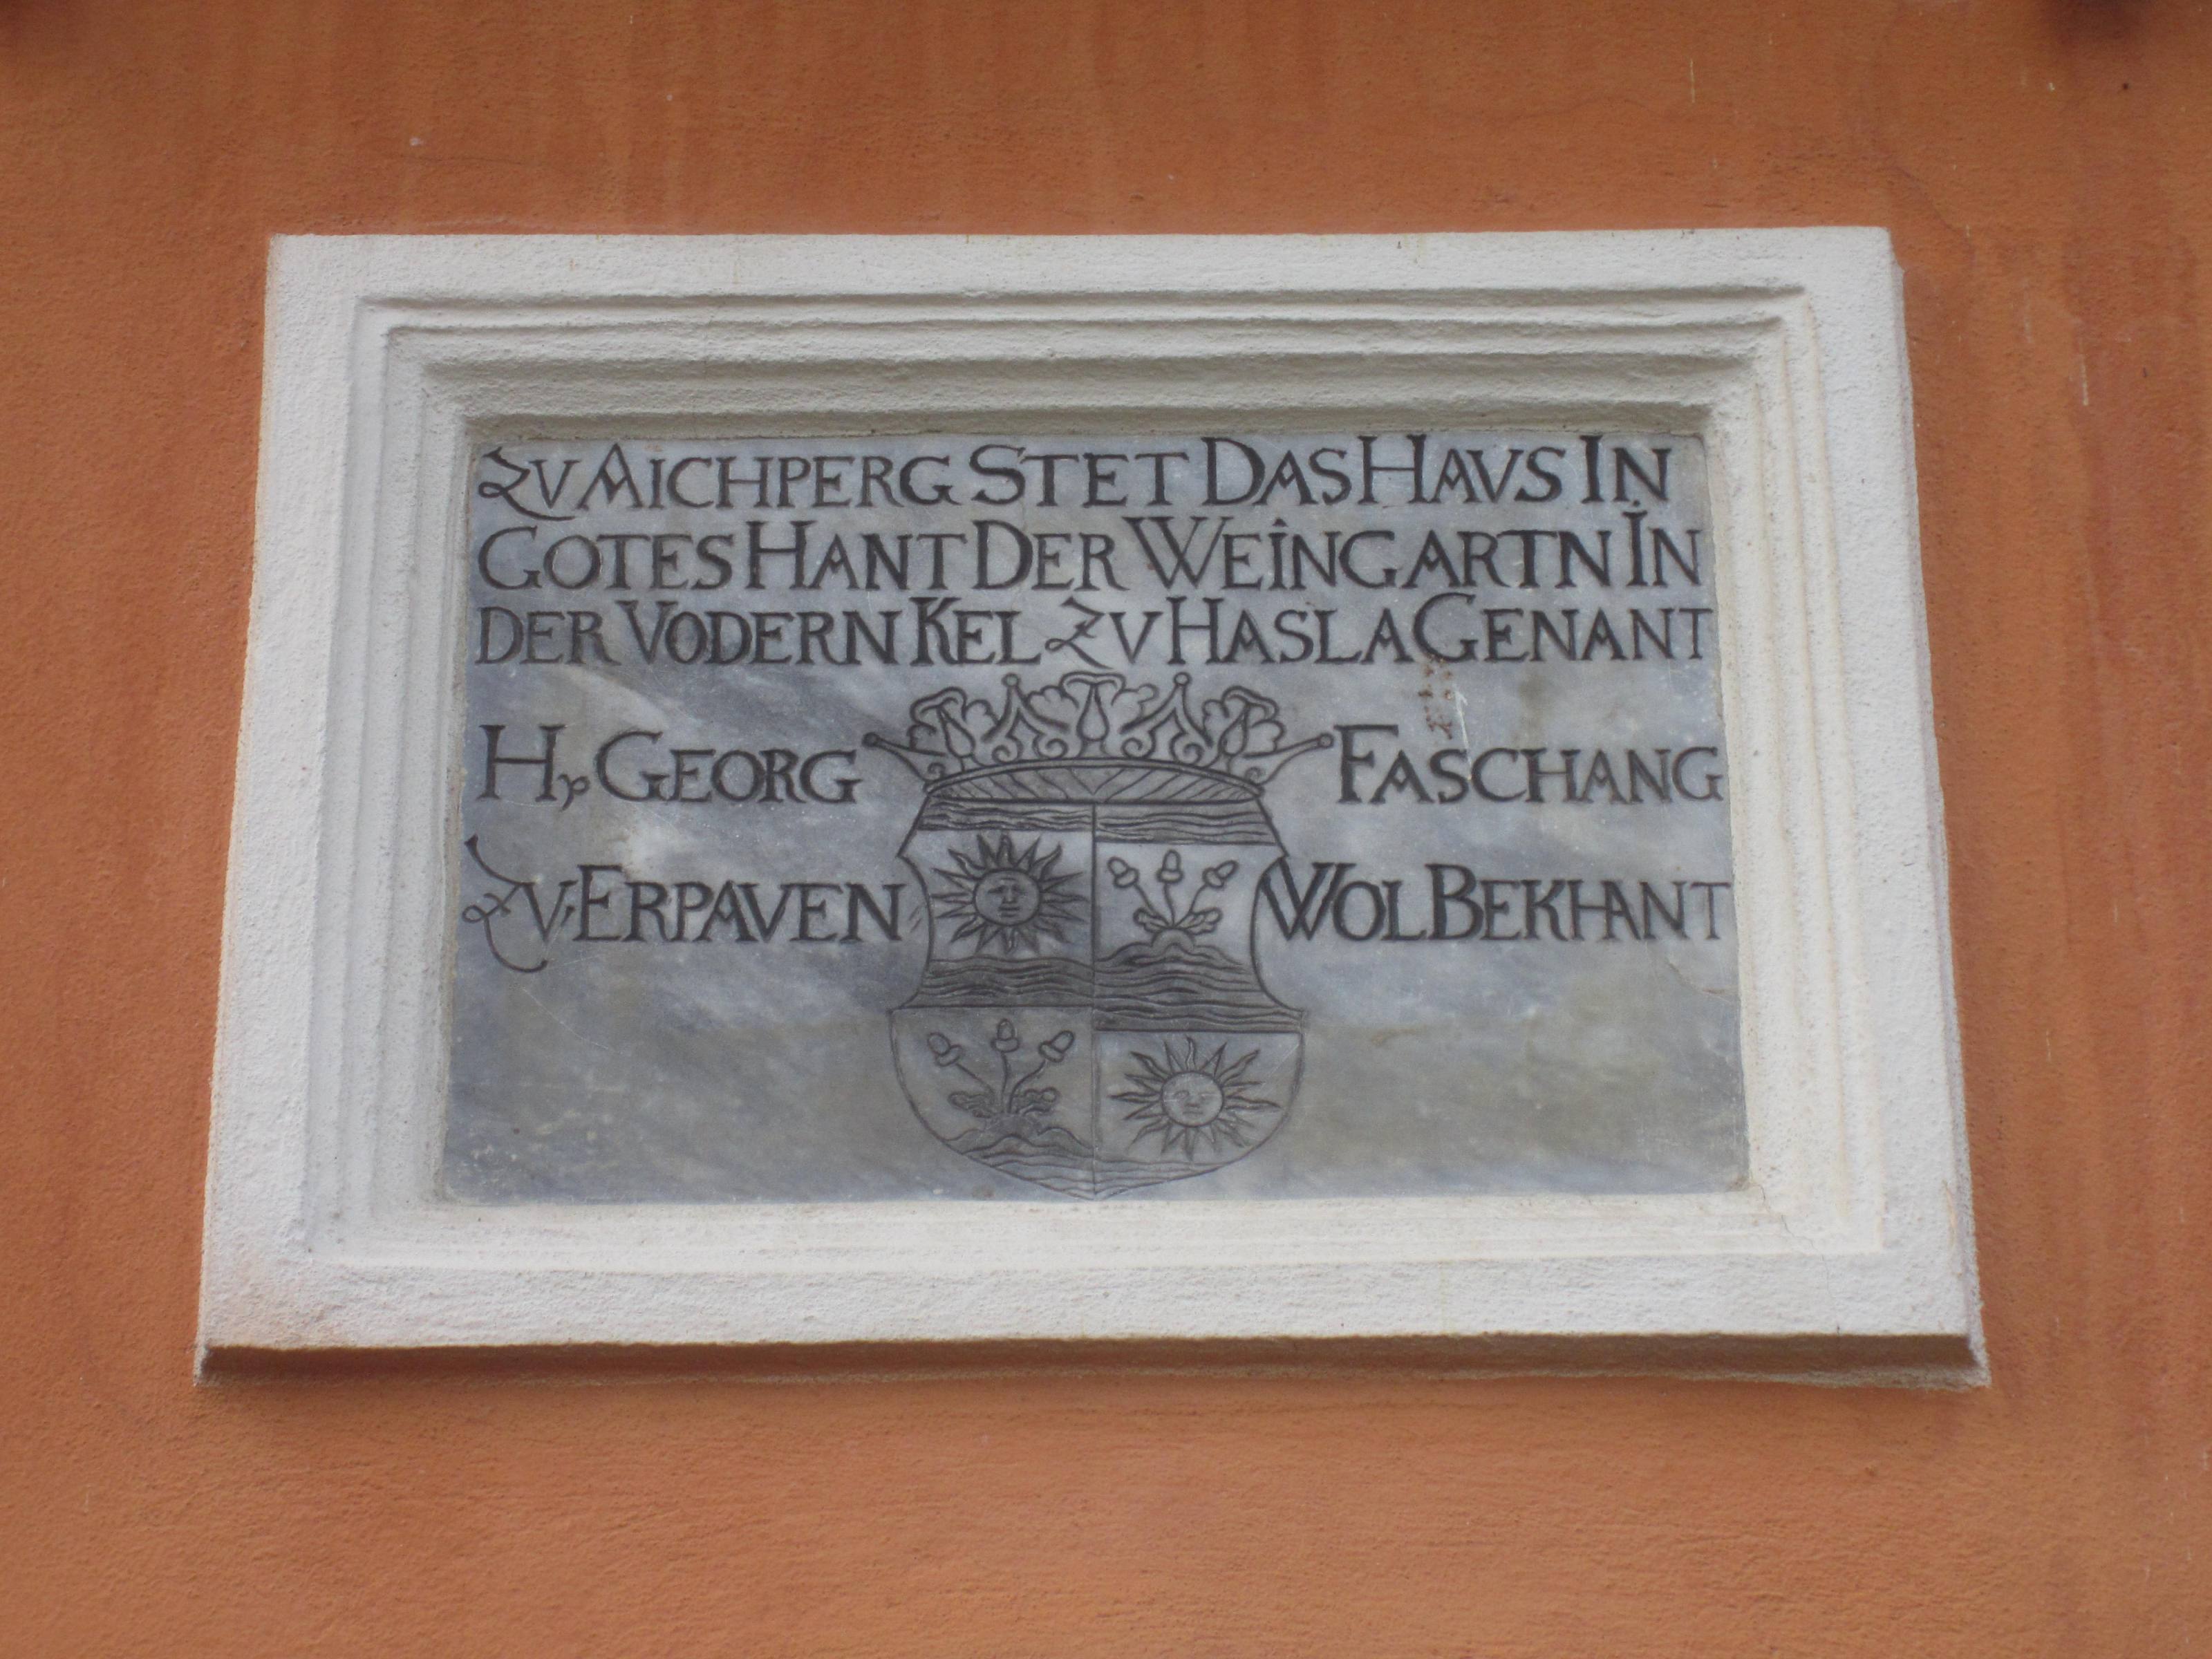 ZV AICHPERG STET DAS HAVS IN
GOTES HANT DER WEINGARTN IN
DER VODERN KEL ZV HASLA GENANT
Hr GEORG FASCHANG
ZV ERPAVEN WOL BEKHANT